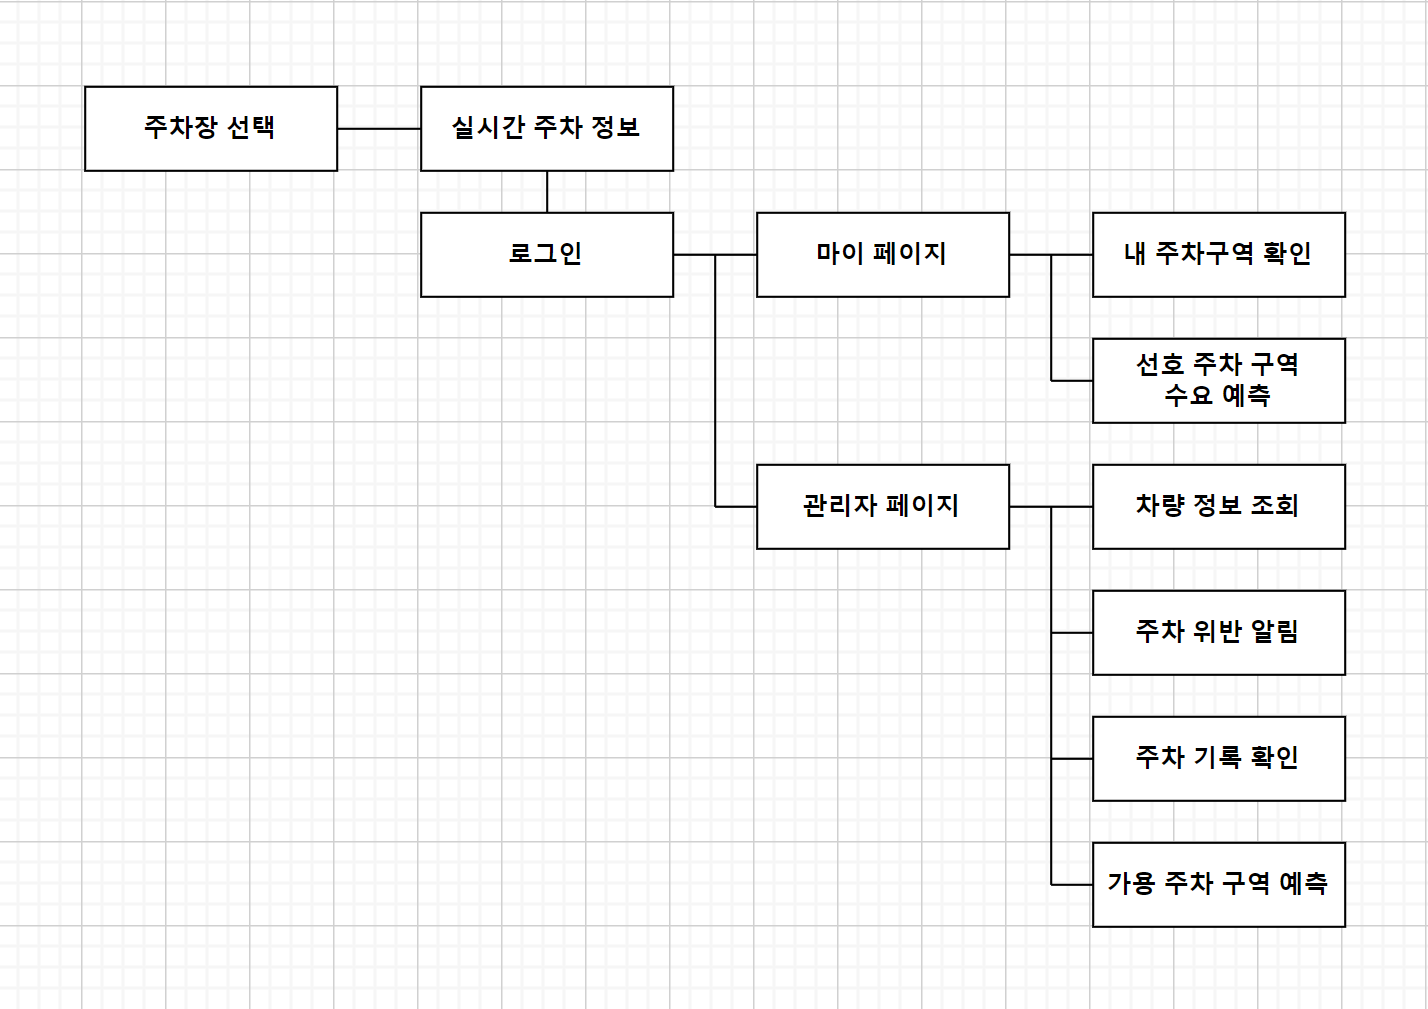 주차장 선택
실시간 주차 정보
로그인
마이 페이지
내 주차구역 확인
선호 주차 구역
수요 예측
관리자 페이지
차량 정보 조회
주차 위반 알림
주차 기록 확인
가용 주차 구역 예측